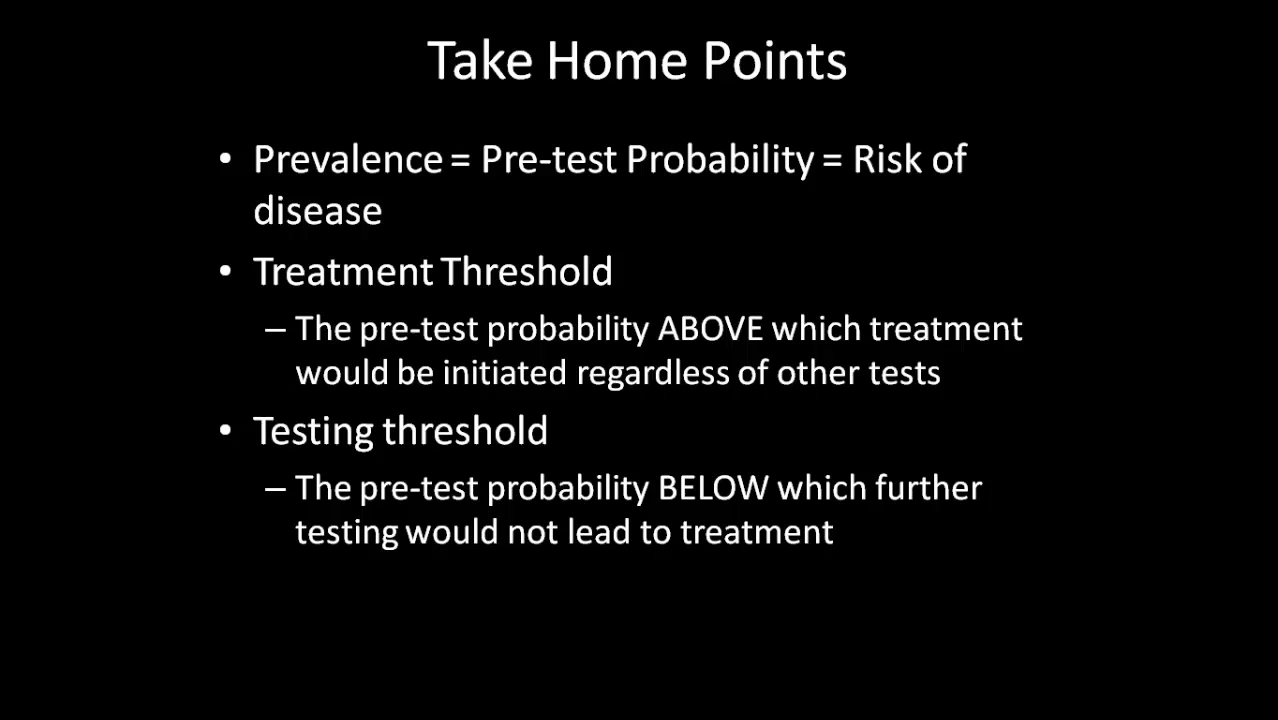 Take Home Points
• Prevalence = Pre-test Probability = Risk of
disease
• Treatment Threshold
– The pre-test probability ABOVE which treatment
would be initiated regardless of other tests
• Testing threshold
– The pre-test probability BELOW which further
testing would not lead to treatment